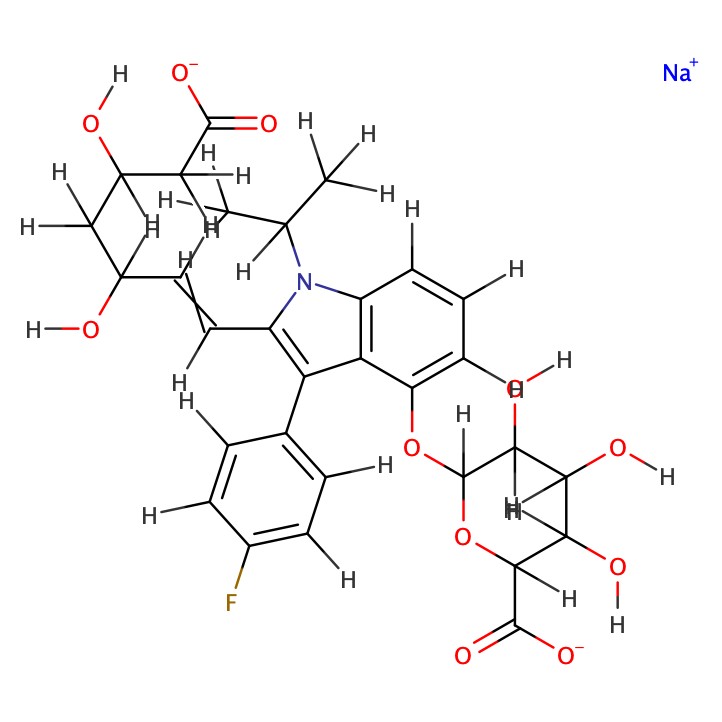 H O⁻ Na⁺
O O
H H H
H H H
H H
H H H H
H H
H N H
H O
H H
H O H
H O O
H
H H H
H O
O H
H F H
O O⁻